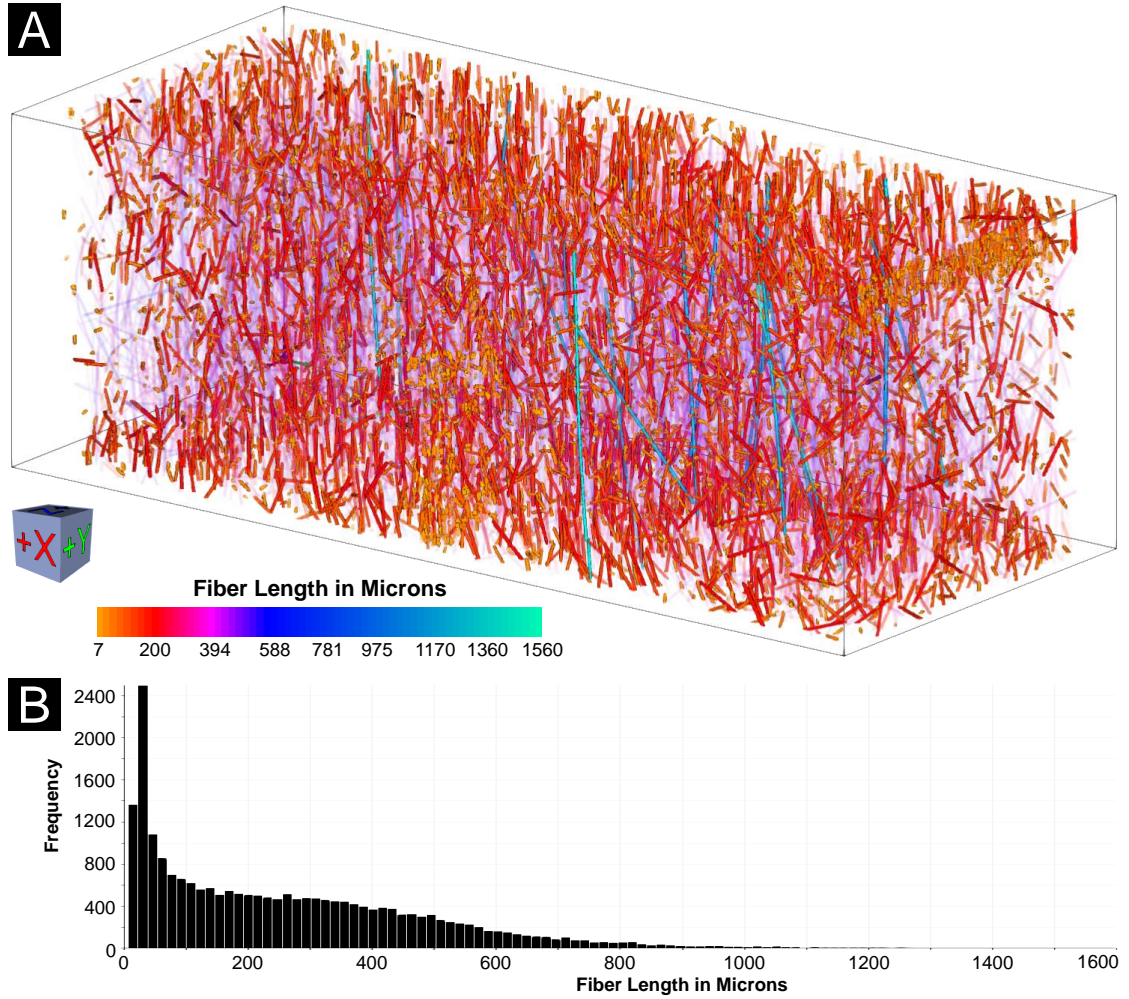 A
+X +Y
Fiber Length in Microns
7 200 394 588 781 975 1170 1360 1560
B
2400
2000
1600
1200
800
400
0
Frequency
0 200 400 600 800 1000 1200 1400 1600
Fiber Length in Microns